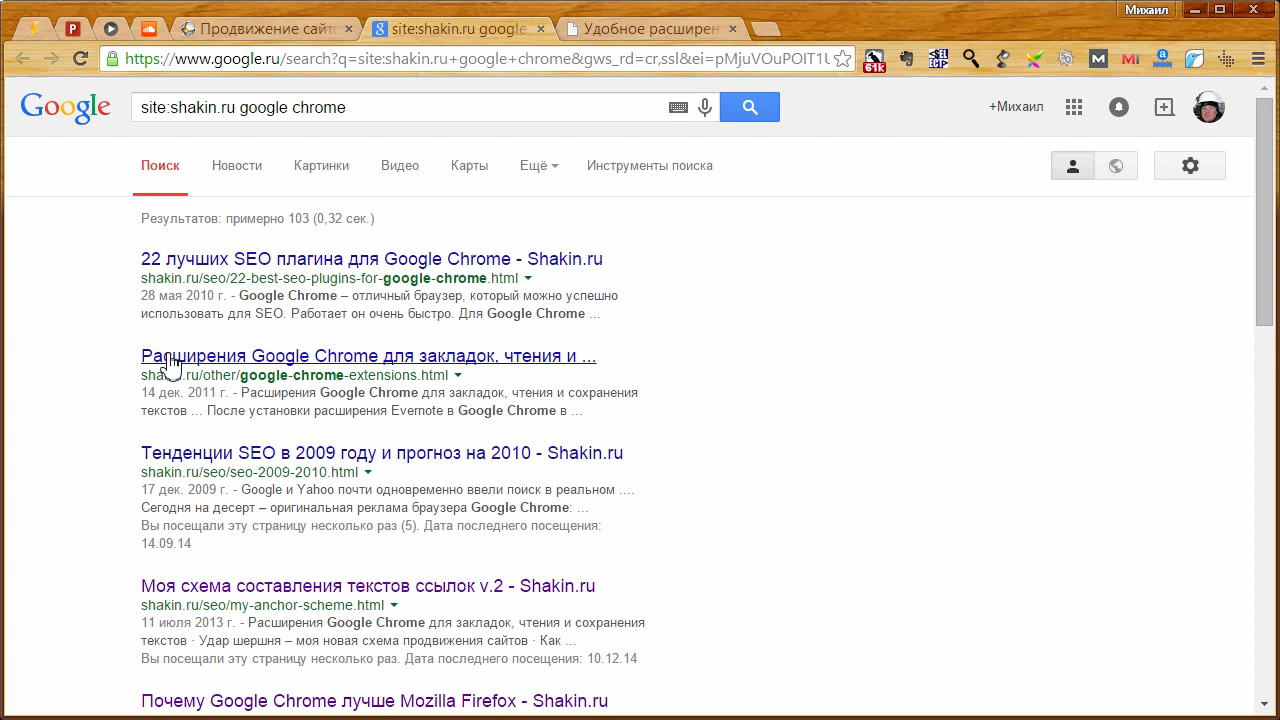 Михаил
Продвижение сайт
site:shakin.ru google
Удобное расширен
https://www.google.ru/search?q=site:shakin.ru+google+chrome&gws_rd=cr,ssl&ei=pMjuVOuPOIT1U
61k
Google
site:shakin.ru google chrome
+Михаил
Поиск
Новости
Картинки
Видео
Карты
Ещё
Инструменты поиска
Результатов: примерно 103 (0,32 сек.)
22 лучших SEO плагина для Google Chrome - Shakin.ru
shakin.ru/seo/22-best-seo-plugins-for-google-chrome.html
28 мая 2010 г. - Google Chrome – отличный браузер, который можно успешно
использовать для SEO. Работает он очень быстро. Для Google Chrome ...
Расширения Google Chrome для закладок, чтения и ...
shakin.ru/other/google-chrome-extensions.html
14 дек. 2011 г. - Расширения Google Chrome для закладок, чтения и сохранения
текстов ... После установки расширения Evernote в Google Chrome в ...
Тенденции SEO в 2009 году и прогноз на 2010 - Shakin.ru
shakin.ru/seo/seo-2009-2010.html
17 дек. 2009 г. - Google и Yahoo почти одновременно ввели поиск в реальном ....
Сегодня на десерт – оригинальная реклама браузера Google Chrome: ...
Вы посещали эту страницу несколько раз (5). Дата последнего посещения:
14.09.14
Моя схема составления текстов ссылок v.2 - Shakin.ru
shakin.ru/seo/my-anchor-scheme.html
11 июля 2013 г. - Расширения Google Chrome для закладок, чтения и сохранения
текстов · Удар шершня – моя новая схема продвижения сайтов · Как ...
Вы посещали эту страницу несколько раз. Дата последнего посещения: 10.12.14
Почему Google Chrome лучше Mozilla Firefox - Shakin.ru